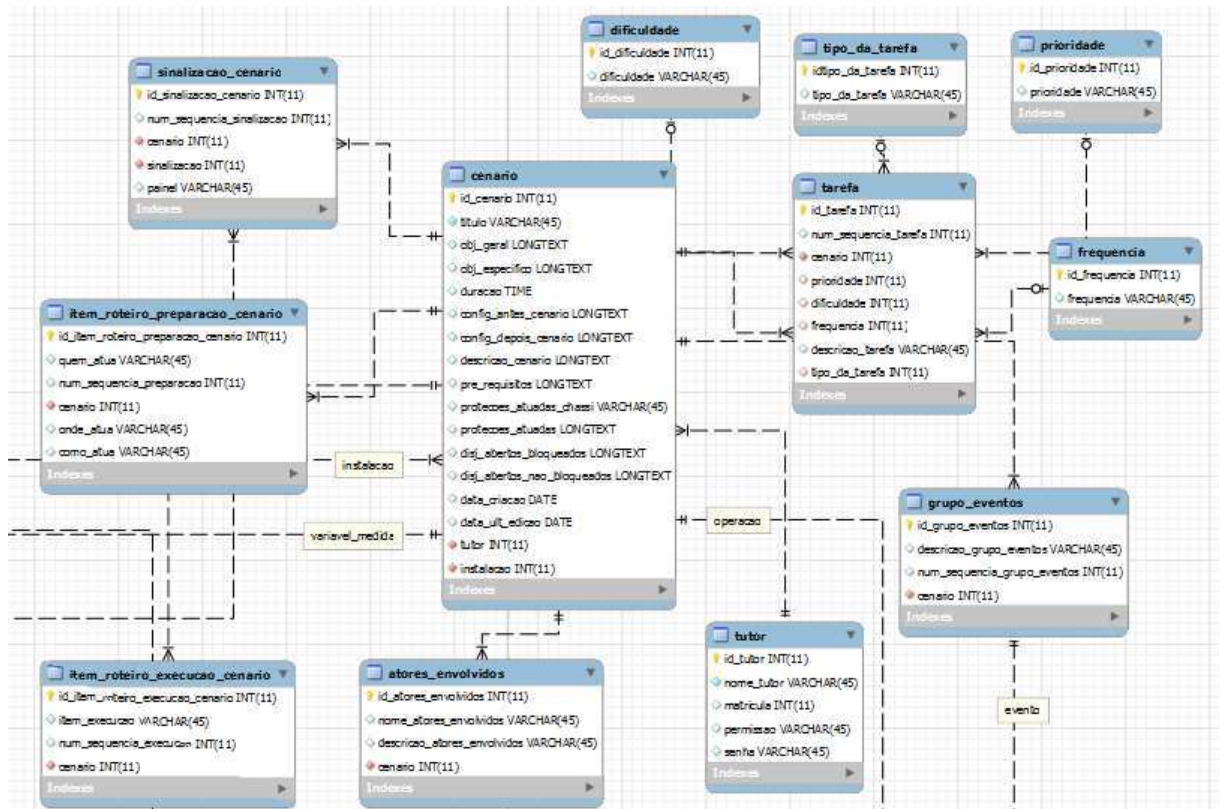 dificuldade
id_dificuldade INT(11)
dificuldade VARCHAR(45)
Indexes
tipo_da_tarefa
idtipo_da_tarefa INT(11)
tipo_da_tarefa VARCHAR(45)
Indexes
prioridade
id_prioridade INT(11)
prioridade VARCHAR(45)
Indexes
sinalizacao_cenario
id_sinalizacao_cenario INT(11)
num_sequencia_sinalizacao INT(11)
cenario INT(11)
sinalizacao INT(11)
painel VARCHAR(45)
Indexes
cenario
id_cenario INT(11)
titulo VARCHAR(45)
obj_geral LONGTEXT
obj_especifico LONGTEXT
duracao TIME
config_antes_cenario LONGTEXT
config_depois_cenario LONGTEXT
descricao_cenario LONGTEXT
pre_requisitos LONGTEXT
protecoes_atuadas_chassi VARCHAR(45)
protecoes_atuadas LONGTEXT
disj_abertos_bloqueados LONGTEXT
disj_abertos_nao_bloqueados LONGTEXT
data_criacao DATE
data_ult_edicao DATE
tutor INT(11)
instalacao INT(11)
Indexes
tarefa
id_tarefa INT(11)
num_sequencia_tarefa INT(11)
cenario INT(11)
prioridade INT(11)
dificuldade INT(11)
frequencia INT(11)
descricao_tarefa VARCHAR(45)
tipo_da_tarefa INT(11)
Indexes
frequencia
id_frequencia INT(11)
frequencia VARCHAR(45)
Indexes
item_roteiro_preparacao_cenario
id_item_roteiro_preparacao_cenario INT(11)
quem_atua VARCHAR(45)
num_sequencia_preparacao INT(11)
cenario INT(11)
onde_atua VARCHAR(45)
como_atua VARCHAR(45)
Indexes
instalacao
variavel_medida
operacao
grupo_eventos
id_grupo_eventos INT(11)
descricao_grupo_eventos VARCHAR(45)
num_sequencia_grupo_eventos INT(11)
cenario INT(11)
Indexes
item_roteiro_execucao_cenario
id_item_roteiro_execucao_cenario INT(11)
item_execucao VARCHAR(45)
num_sequencia_execucao INT(11)
cenario INT(11)
Indexes
atores_envolvidos
id_atores_envolvidos INT(11)
nome_atores_envolvidos VARCHAR(45)
descricao_atores_envolvidos VARCHAR(45)
cenario INT(11)
Indexes
tutor
id_tutor INT(11)
nome_tutor VARCHAR(45)
matricula INT(11)
permissao VARCHAR(45)
senha VARCHAR(45)
Indexes
evento